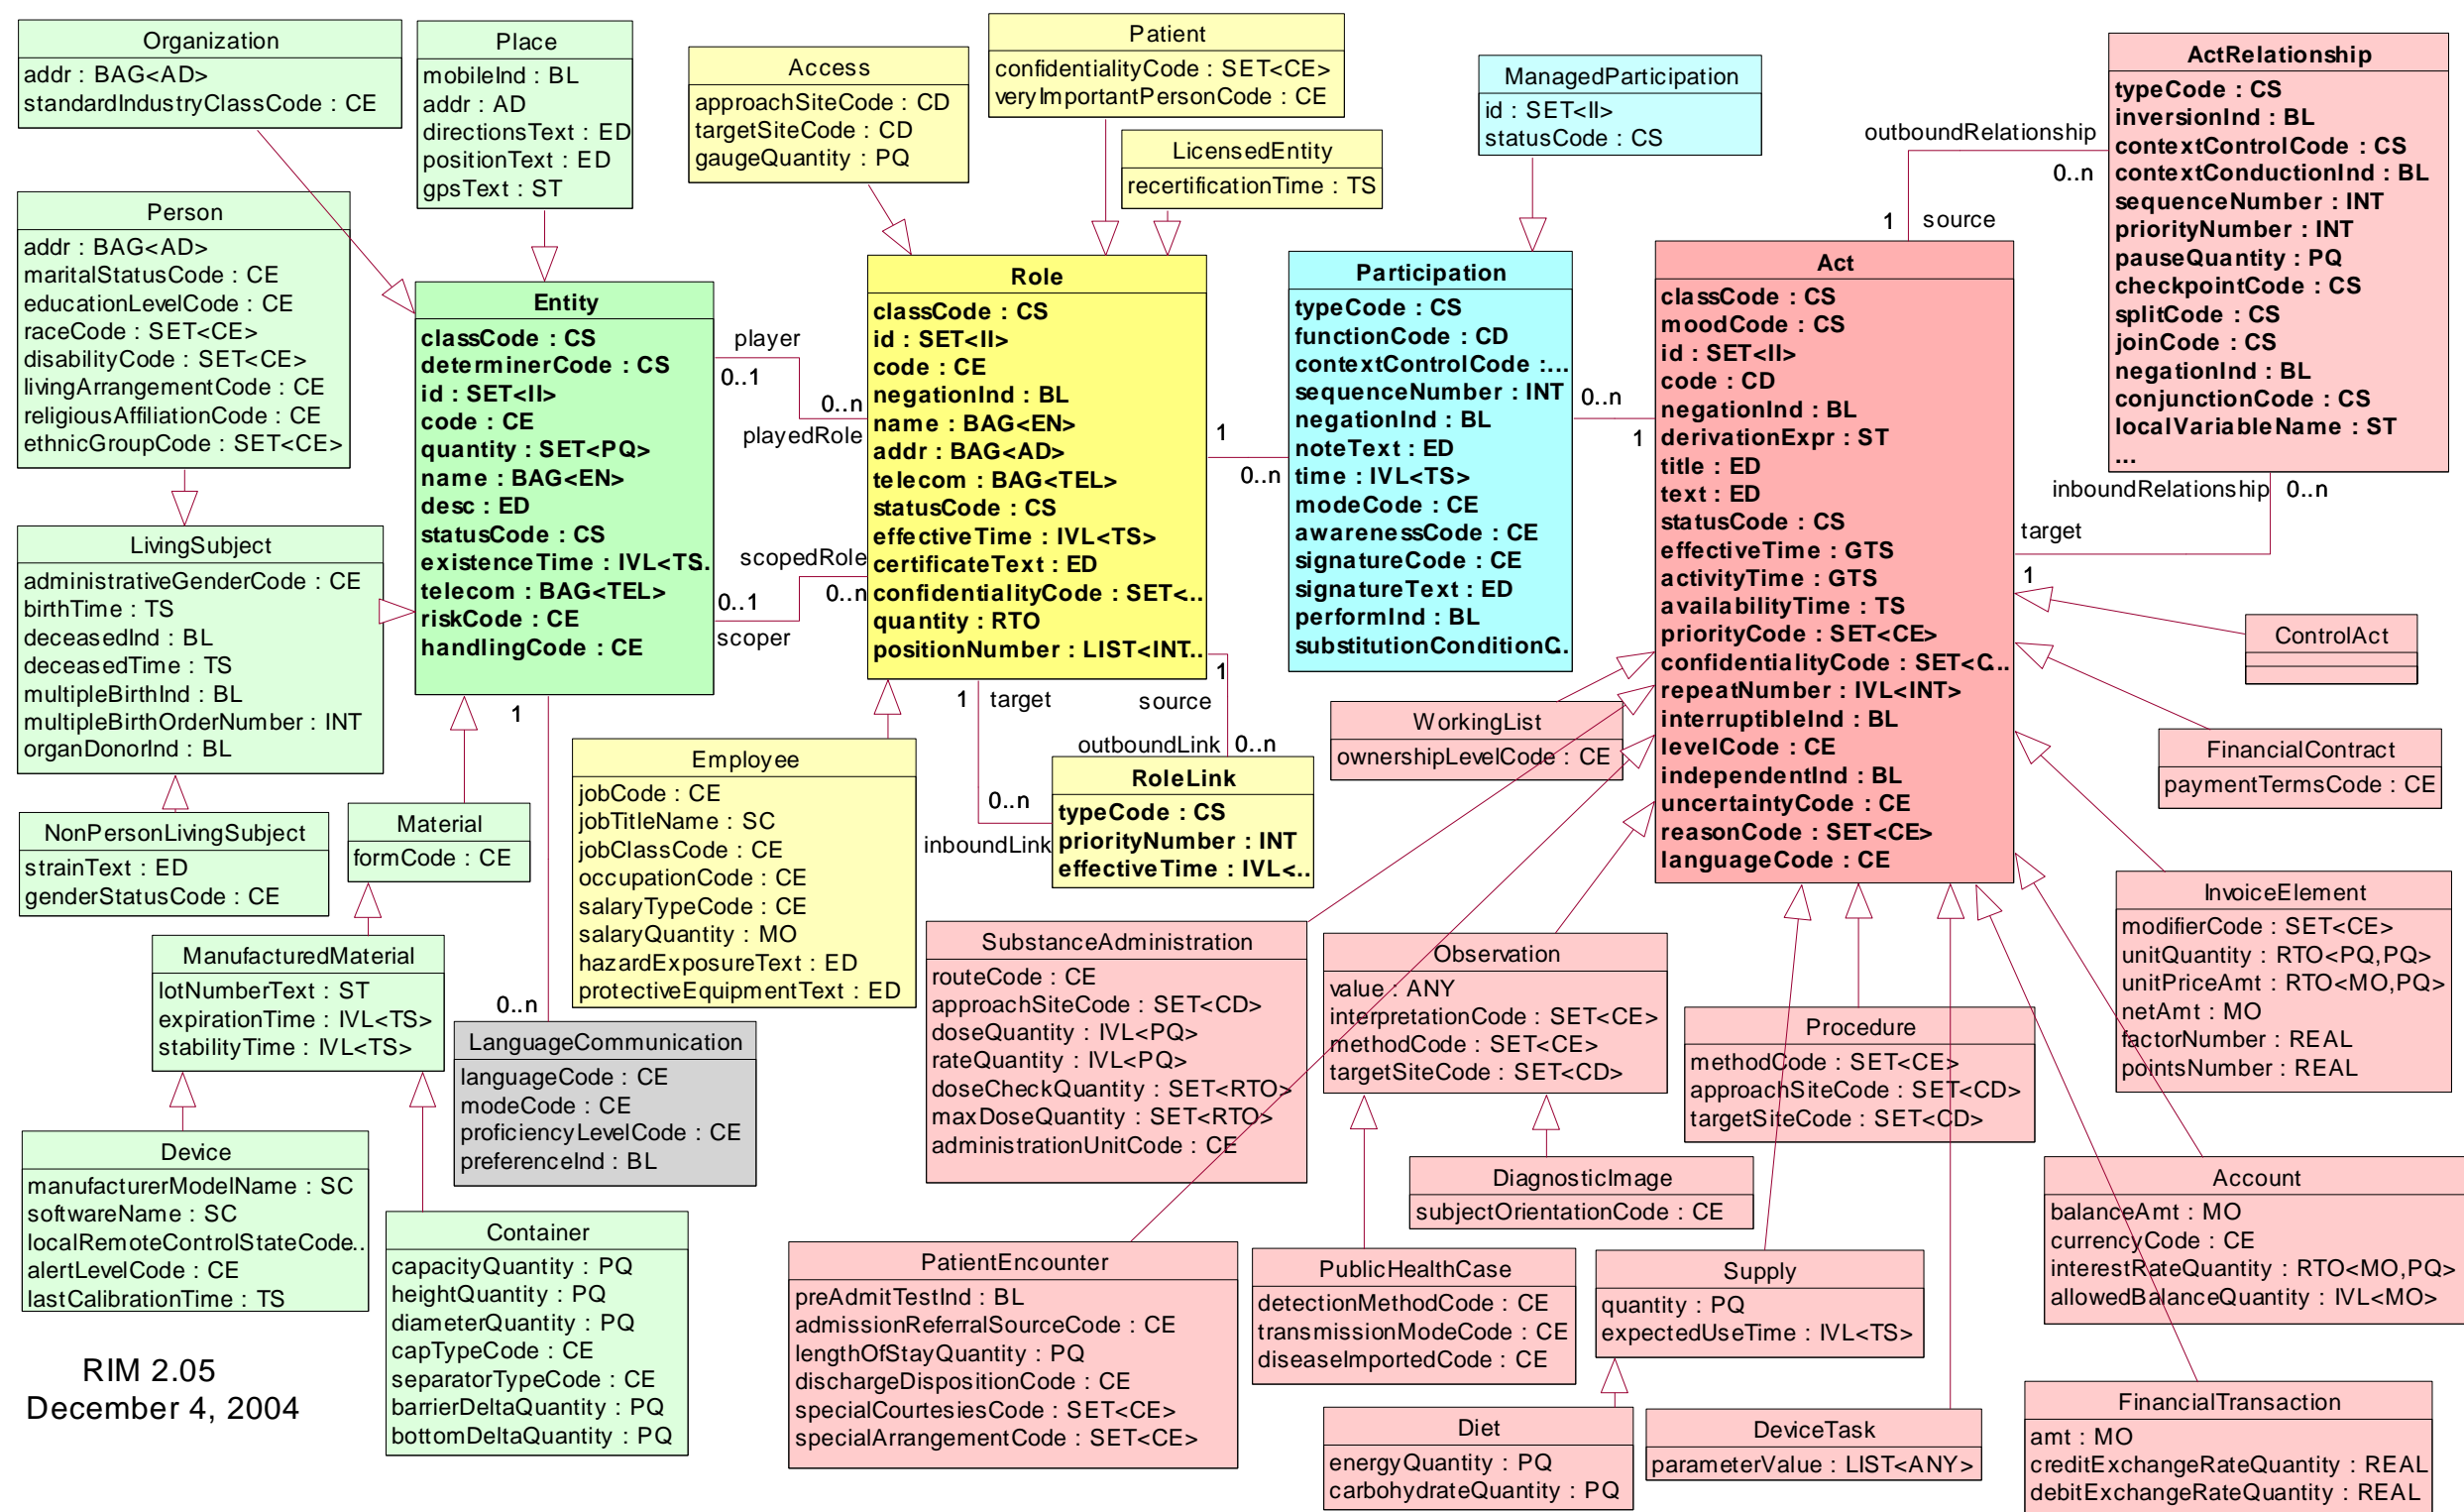 Organization
addr : BAG<AD>
standardIndustryClassCode : CE
Place
mobileInd : BL
addr : AD
directionsText : ED
positionText : ED
gpsText : ST
Access
approachSiteCode : CD
targetSiteCode : CD
gaugeQuantity : PQ
Patient
confidentialityCode : SET<CE>
veryImportantPersonCode : CE
LicensedEntity
recertificationTime : TS
ManagedParticipation
id : SET<II>
statusCode : CS
ActRelationship
typeCode : CS
inversionInd : BL
contextControlCode : CS
contextConductionInd : BL
sequenceNumber : INT
priorityNumber : INT
pauseQuantity : PQ
checkpointCode : CS
splitCode : CS
joinCode : CS
negationInd : BL
conjunctionCode : CS
localVariableName : ST
...
outboundRelationship
0..n
1 source
inboundRelationship 0..n
target
1
Person
addr : BAG<AD>
maritalStatusCode : CE
educationLevelCode : CE
raceCode : SET<CE>
disabilityCode : SET<CE>
livingArrangementCode : CE
religiousAffiliationCode : CE
ethnicGroupCode : SET<CE>
Entity
classCode : CS
determinerCode : CS
id : SET<II>
code : CE
quantity : SET<PQ>
name : BAG<EN>
desc : ED
statusCode : CS
existenceTime : IVL<TS..
telecom : BAG<TEL>
riskCode : CE
handlingCode : CE
player
0..1
0..n
playedRole
scopedRole
0..1
0..n
scoper
Role
classCode : CS
id : SET<II>
code : CE
negationInd : BL
name : BAG<EN>
addr : BAG<AD>
telecom : BAG<TEL>
statusCode : CS
effectiveTime : IVL<TS>
certificateText : ED
confidentialityCode : SET<...
quantity : RTO
positionNumber : LIST<INT...
1
0..n
Participation
typeCode : CS
functionCode : CD
contextControlCode :...
sequenceNumber : INT
negationInd : BL
noteText : ED
time : IVL<TS>
modeCode : CE
awarenessCode : CE
signatureCode : CE
signatureText : ED
performInd : BL
substitutionConditionC..
0..n
1
Act
classCode : CS
moodCode : CS
id : SET<II>
code : CD
negationInd : BL
derivationExpr : ST
title : ED
text : ED
statusCode : CS
effectiveTime : GTS
activityTime : GTS
availabilityTime : TS
priorityCode : SET<CE>
confidentialityCode : SET<C...
repeatNumber : IVL<INT>
interruptibleInd : BL
levelCode : CE
independentInd : BL
uncertaintyCode : CE
reasonCode : SET<CE>
languageCode : CE
LivingSubject
administrativeGenderCode : CE
birthTime : TS
deceasedInd : BL
deceasedTime : TS
multipleBirthInd : BL
multipleBirthOrderNumber : INT
organDonorInd : BL
NonPersonLivingSubject
strainText : ED
genderStatusCode : CE
Material
formCode : CE
1
0..n
Employee
jobCode : CE
jobTitleName : SC
jobClassCode : CE
occupationCode : CE
salaryTypeCode : CE
salaryQuantity : MO
hazardExposureText : ED
protectiveEquipmentText : ED
1 target
1
source
outboundLink 0..n
0..n
inboundLink
RoleLink
typeCode : CS
priorityNumber : INT
effectiveTime : IVL<..
WorkingList
ownershipLevelCode : CE
ControlAct
FinancialContract
paymentTermsCode : CE
InvoiceElement
modifierCode : SET<CE>
unitQuantity : RTO<PQ,PQ>
unitPriceAmt : RTO<MO,PQ>
netAmt : MO
factorNumber : REAL
pointsNumber : REAL
ManufacturedMaterial
lotNumberText : ST
expirationTime : IVL<TS>
stabilityTime : IVL<TS>
LanguageCommunication
languageCode : CE
modeCode : CE
proficiencyLevelCode : CE
preferenceInd : BL
SubstanceAdministration
routeCode : CE
approachSiteCode : SET<CD>
doseQuantity : IVL<PQ>
rateQuantity : IVL<PQ>
doseCheckQuantity : SET<RTO>
maxDoseQuantity : SET<RTO>
administrationUnitCode : CE
Observation
value : ANY
interpretationCode : SET<CE>
methodCode : SET<CE>
targetSiteCode : SET<CD>
Procedure
methodCode : SET<CE>
approachSiteCode : SET<CD>
targetSiteCode : SET<CD>
Device
manufacturerModelName : SC
softwareName : SC
localRemoteControlStateCode..
alertLevelCode : CE
lastCalibrationTime : TS
Container
capacityQuantity : PQ
heightQuantity : PQ
diameterQuantity : PQ
capTypeCode : CE
separatorTypeCode : CE
barrierDeltaQuantity : PQ
bottomDeltaQuantity : PQ
DiagnosticImage
subjectOrientationCode : CE
Account
balanceAmt : MO
currencyCode : CE
interestRateQuantity : RTO<MO,PQ>
allowedBalanceQuantity : IVL<MO>
PatientEncounter
preAdmitTestInd : BL
admissionReferralSourceCode : CE
lengthOfStayQuantity : PQ
dischargeDispositionCode : CE
specialCourtesiesCode : SET<CE>
specialArrangementCode : SET<CE>
PublicHealthCase
detectionMethodCode : CE
transmissionModeCode : CE
diseaseImportedCode : CE
Supply
quantity : PQ
expectedUseTime : IVL<TS>
Diet
energyQuantity : PQ
carbohydrateQuantity : PQ
DeviceTask
parameterValue : LIST<ANY>
FinancialTransaction
amt : MO
creditExchangeRateQuantity : REAL
debitExchangeRateQuantity : REAL
RIM 2.05
December 4, 2004